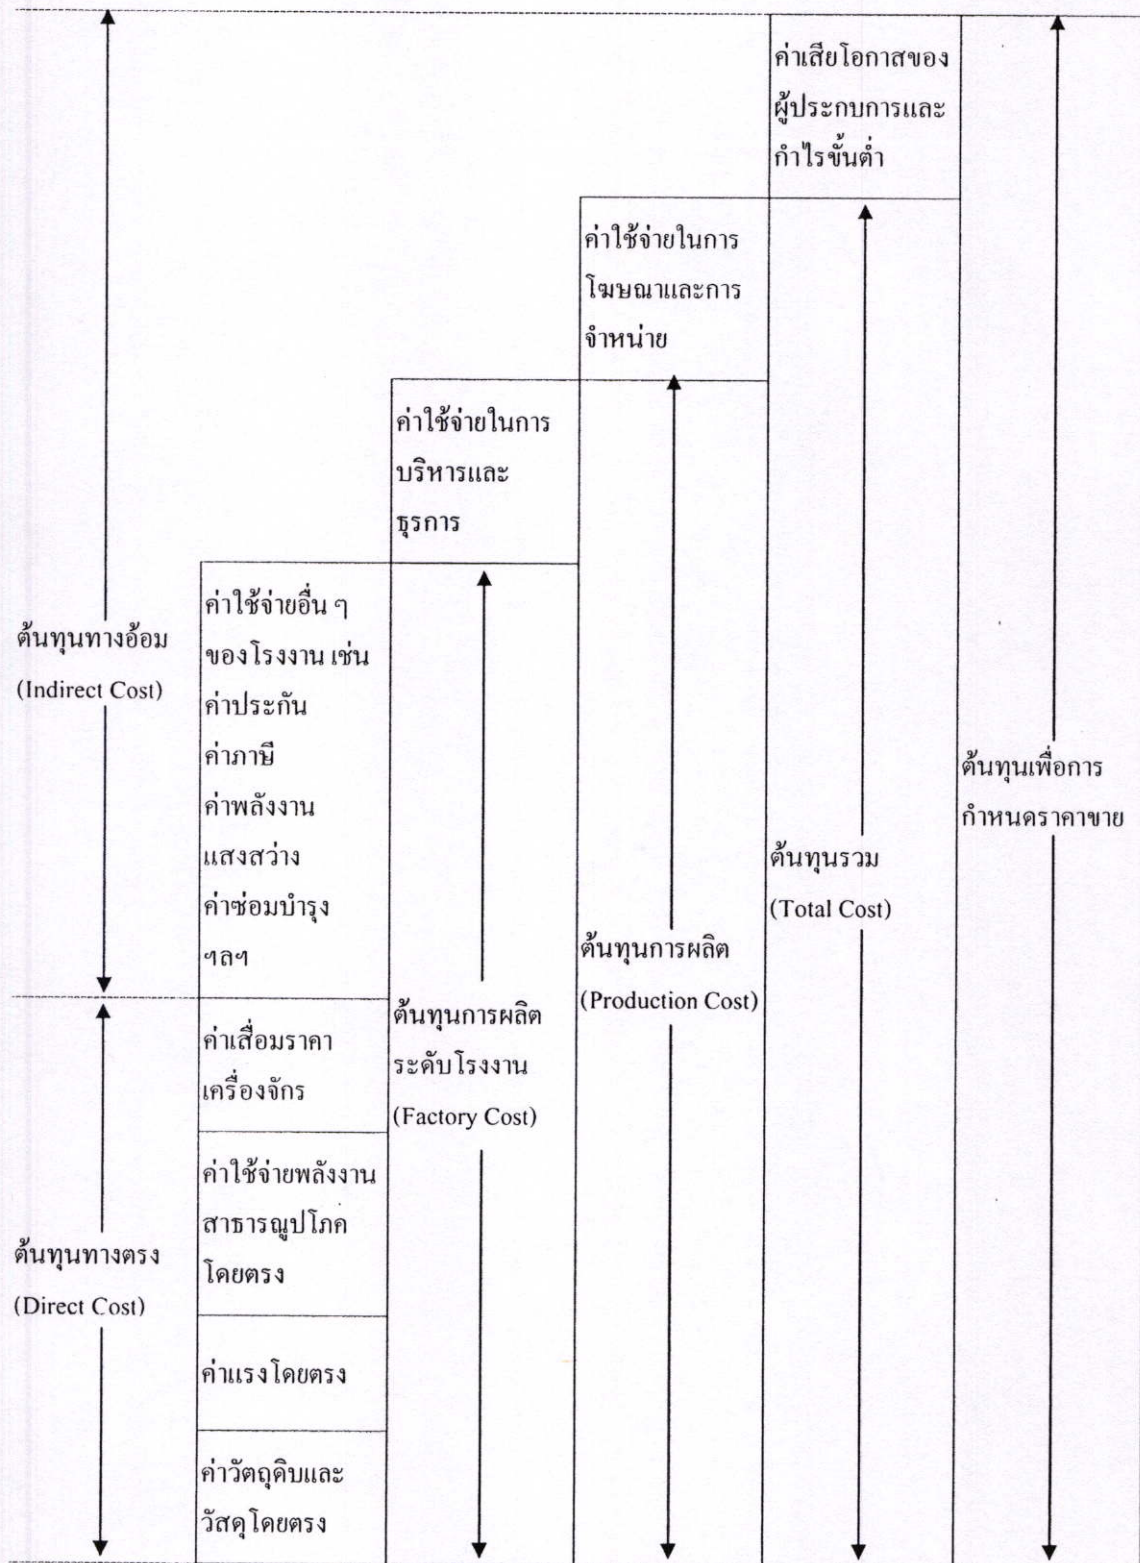 ค่าเสียโอกาสของ
ผู้ประกบการและ
กำไรขั้นต่ำ
ค่าใช้จ่ายในการ
โฆษณาและการ
จำหน่าย
ค่าใช้จ่ายในการ
บริหารและ
ธุรการ
ต้นทุนทางอ้อม
(Indirect Cost)
ค่าใช้จ่ายอื่น ๆ
ของโรงงาน เช่น
ค่าประกัน
ค่าภาษี
ค่าพลังงาน
แสงสว่าง
ค่าซ่อมบำรุง
ฯลฯ
ต้นทุนเพื่อการ
กำหนดราคาขาย
ต้นทุนรวม
(Total Cost)
ต้นทุนการผลิต
(Production Cost)
ต้นทุนการผลิต
ระดับโรงงาน
(Factory Cost)
ต้นทุนทางตรง
(Direct Cost)
ค่าเสื่อมราคา
เครื่องจักร
ค่าใช้จ่ายพลังงาน
สาธารณูปโภค
โดยตรง
ค่าแรงโดยตรง
ค่าวัตถุดิบและ
วัสดุโดยตรง